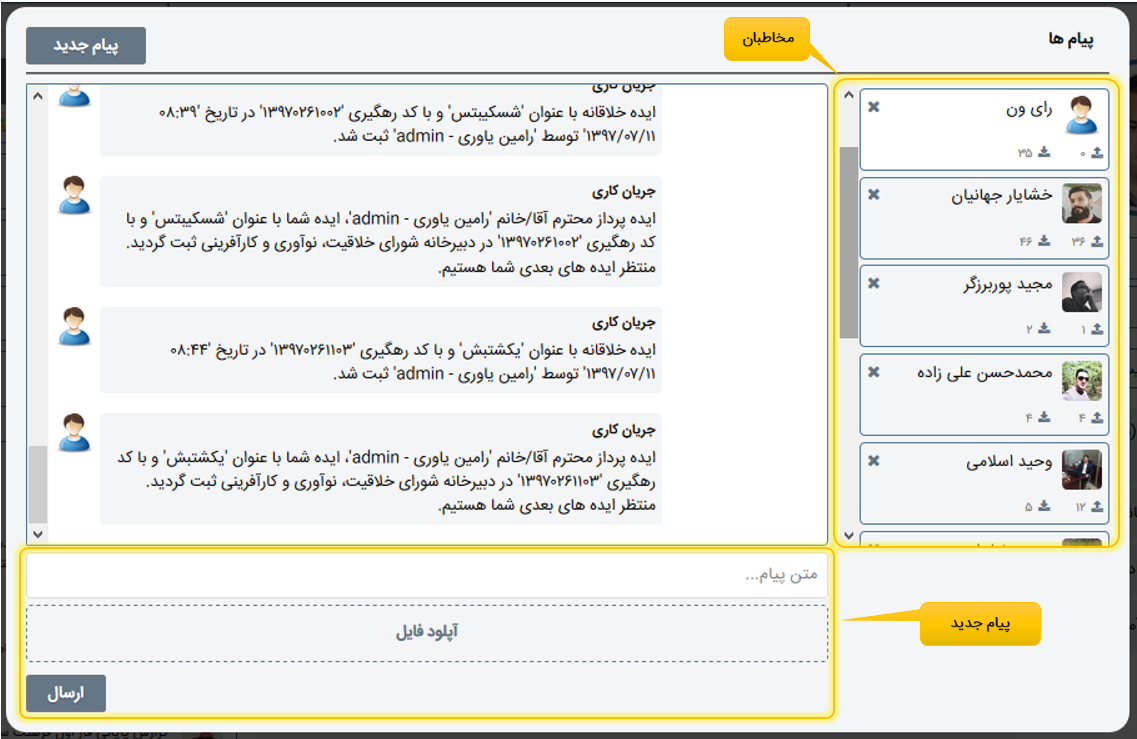 پیام ها
مخاطبان
پیام جدید
رای ون
۰
۳۵
خشایار جهانیان
۳۶
۴۶
مجید پوربرزگر
۱
۲
محمدحسن علی زاده
۴
۴
وحید اسلامی
۱۲
۵
جریان کاری
ایده خلاقانه با عنوان 'شسکیبتس' و با کد رهگیری '۱۳۹۷۰۲۶۱۰۰۲' در تاریخ '۰۸:۳۹
۱۳۹۷/۰۷/۱۱' توسط 'رامین یاوری - admin' ثبت شد.
جریان کاری
ایده پرداز محترم آقا/خانم 'رامین یاوری - admin'، ایده شما با عنوان 'شسکیبتس' و با
کد رهگیری '۱۳۹۷۰۲۶۱۰۰۲' در دبیرخانه شورای خلاقیت، نوآوری و کارآفرینی ثبت گردید.
منتظر ایده های بعدی شما هستیم.
جریان کاری
ایده خلاقانه با عنوان 'یکشتبش' و با کد رهگیری '۱۳۹۷۰۲۶۱۱۰۳' در تاریخ '۰۸:۴۴
۱۳۹۷/۰۷/۱۱' توسط 'رامین یاوری - admin' ثبت شد.
جریان کاری
ایده پرداز محترم آقا/خانم 'رامین یاوری - admin'، ایده شما با عنوان 'یکشتبش' و با کد
رهگیری '۱۳۹۷۰۲۶۱۱۰۳' در دبیرخانه شورای خلاقیت، نوآوری و کارآفرینی ثبت گردید.
منتظر ایده های بعدی شما هستیم.
متن پیام...
آپلود فایل
پیام جدید
ارسال